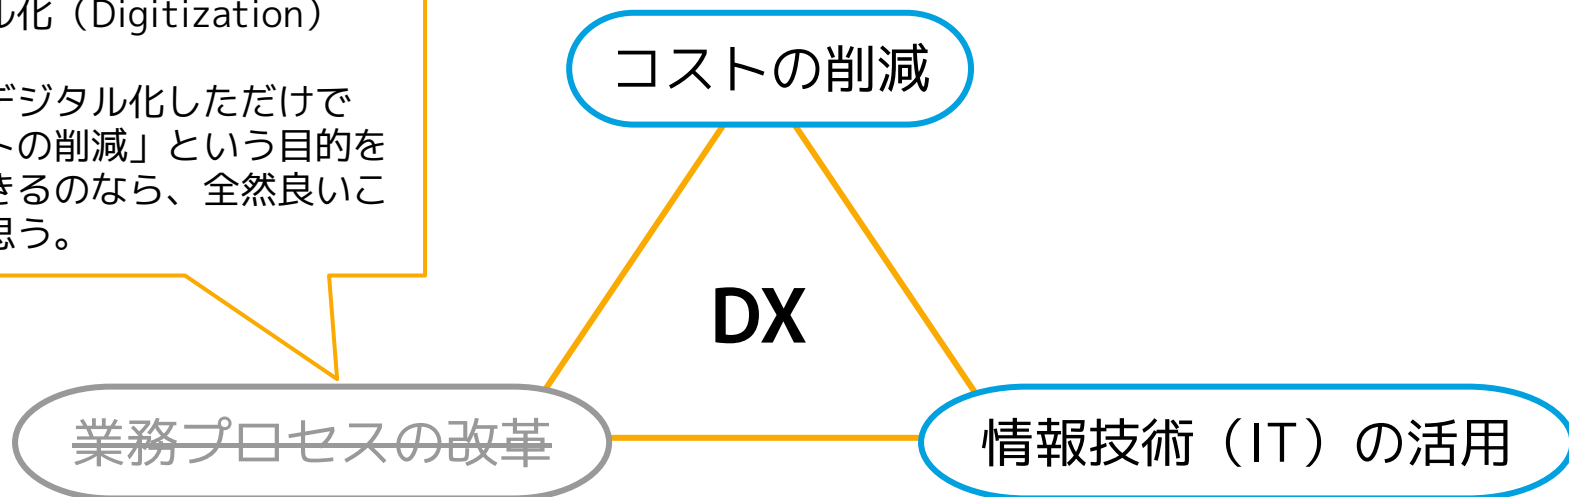 ル化（Digitization）
デジタル化しただけで
トの削減」という目的を
きるのなら、全然良いこ
思う。
コストの削減
DX
業務プロセスの改革
情報技術（IT）の活用